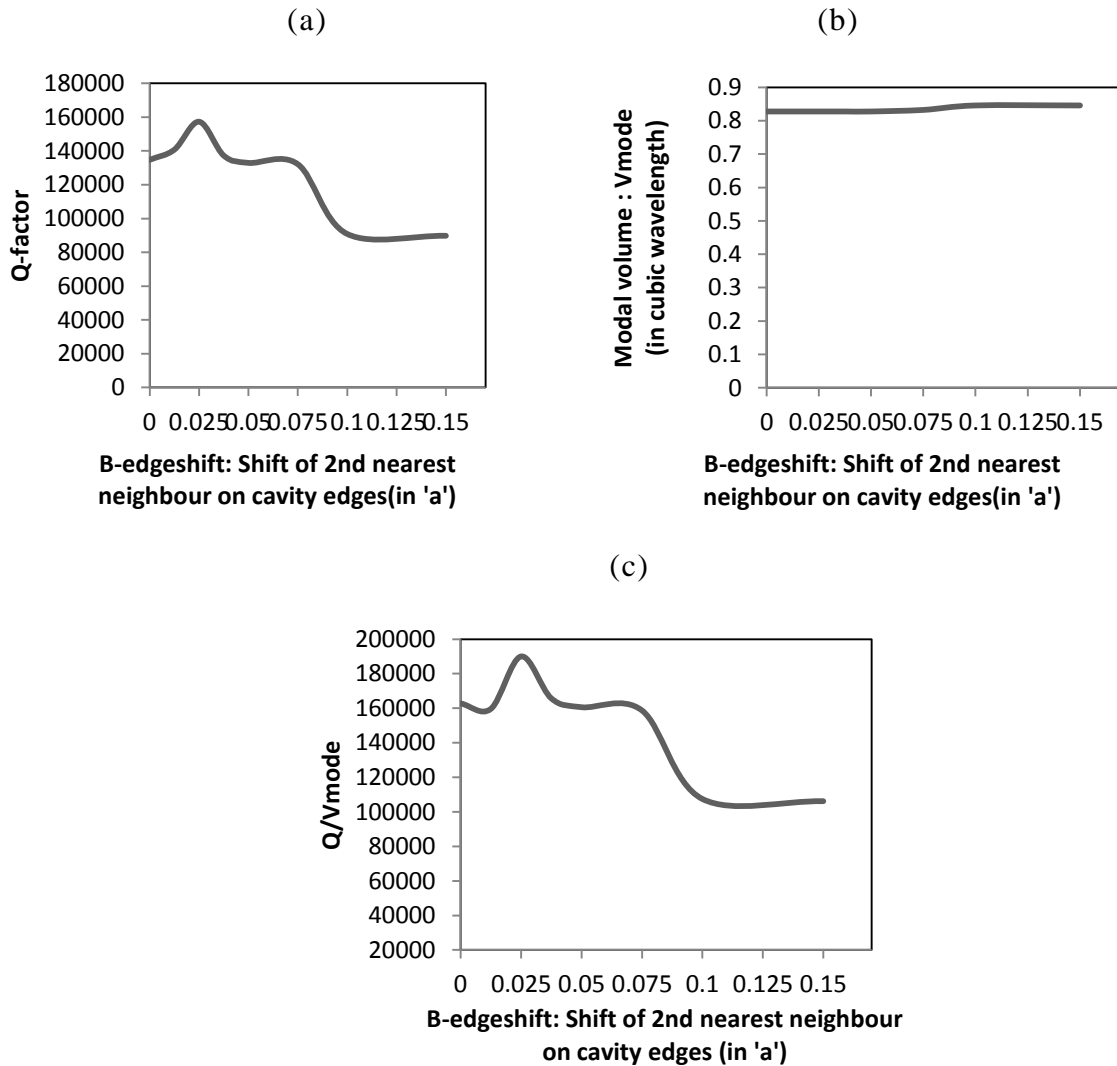 (a)
180000
160000
140000
120000
100000
80000
60000
40000
20000
0
Q-factor
0 0.025 0.05 0.075 0.1 0.125 0.15
B-edgeshift: Shift of 2nd nearest
neighbour on cavity edges(in 'a')
(b)
0.9
0.8
0.7
0.6
0.5
0.4
0.3
0.2
0.1
0
Modal volume : Vmode
(in cubic wavelength)
0 0.025 0.05 0.075 0.1 0.125 0.15
B-edgeshift: Shift of 2nd nearest
neighbour on cavity edges(in 'a')
(c)
200000
180000
160000
140000
120000
100000
80000
60000
40000
20000
Q/Vmode
0 0.025 0.05 0.075 0.1 0.125 0.15
B-edgeshift: Shift of 2nd nearest neighbour
on cavity edges (in 'a')